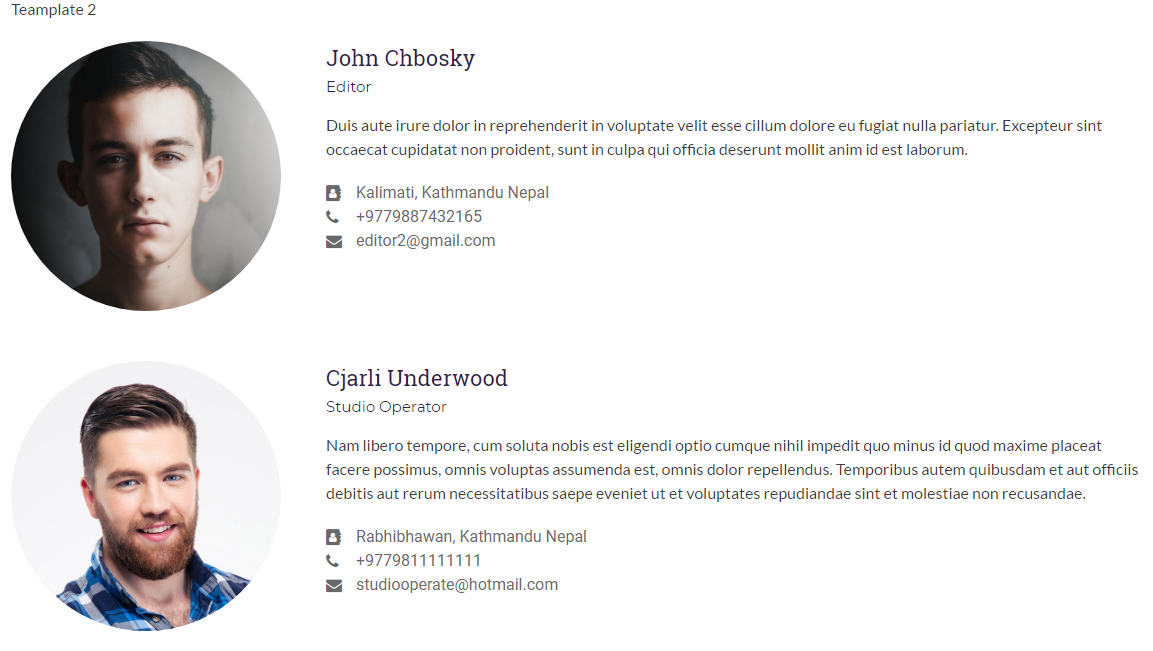 Teamplate 2
John Chbosky
Editor
Duis aute irure dolor in reprehenderit in voluptate velit esse cillum dolore eu fugiat nulla pariatur. Excepteur sint
occaecat cupidatat non proident, sunt in culpa qui officia deserunt mollit anim id est laborum.
Kalimati, Kathmandu Nepal
+9779887432165
editor2@gmail.com
Cjarli Underwood
Studio Operator
Nam libero tempore, cum soluta nobis est eligendi optio cumque nihil impedit quo minus id quod maxime placeat
facere possimus, omnis voluptas assumenda est, omnis dolor repellendus. Temporibus autem quibusdam et aut officiis
debitis aut rerum necessitatibus saepe eveniet ut et voluptates repudiandae sint et molestiae non recusandae.
Rabhibhawan, Kathmandu Nepal
+9779811111111
studiooperate@hotmail.com